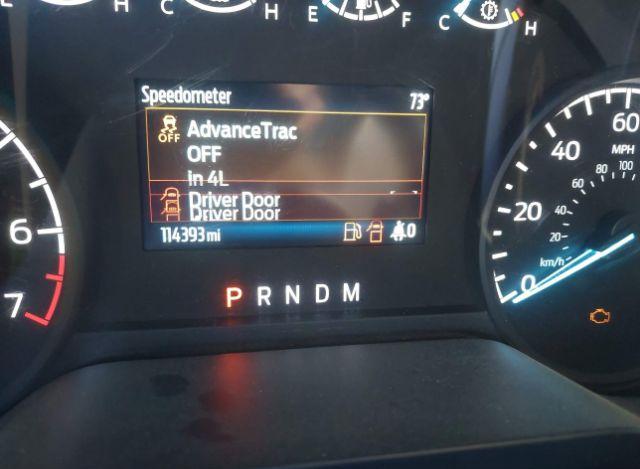 L H C H E F C H
Speedometer 73°
OFF AdvanceTrac
OFF
in 4L
Driver Door
Driver Door
114393 mi 0
P R N D M
6
7
60
MPH
40
80 100
60
20
40
20
km/h
0